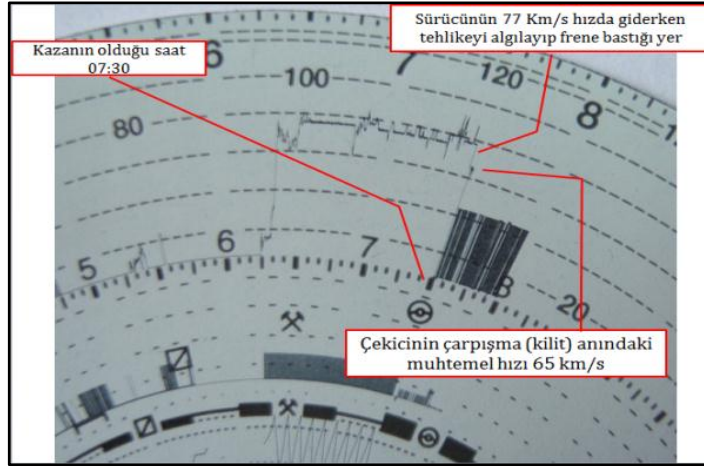 Sürücünün 77 Km/s hızda giderken
tehlikeyi algılayıp frene bastığı yer
Kazanın olduğu saat
07:30
6
7
8
80
100
120
5
6
7
8
20
Çekicinin çarpışma (kilit) anındaki
muhtemel hızı 65 km/s